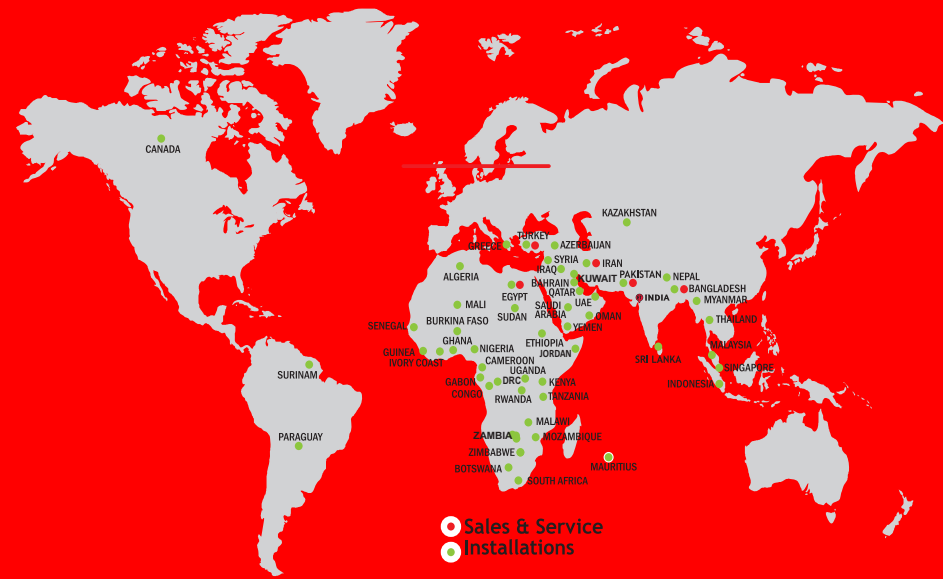 CANADA
KAZAKHSTAN
TURKEY
GREECE
AZERBAIJAN
SYRIA
IRAN
IRAQ
ALGERIA
KUWAIT
PAKISTAN
NEPAL
BAHRAIN
QATAR
BANGLADESH
EGYPT
INDIA
MYANMAR
MALI
SAUDI
ARABIA
UAE
SUDAN
OMAN
BURKINA FASO
THAILAND
SENEGAL
YEMEN
GHANA
ETHIOPIA
MALAYSIA
NIGERIA
GUINEA
JORDAN
IVORY COAST
CAMEROON
SRI LANKA
UGANDA
SINGAPORE
SURINAM
GABON
DRC
KENYA
INDONESIA
CONGO
RWANDA
TANZANIA
MALAWI
PARAGUAY
ZAMBIA
MOZAMBIQUE
ZIMBABWE
BOTSWANA
MAURITIUS
SOUTH AFRICA
Sales & Service
Installations